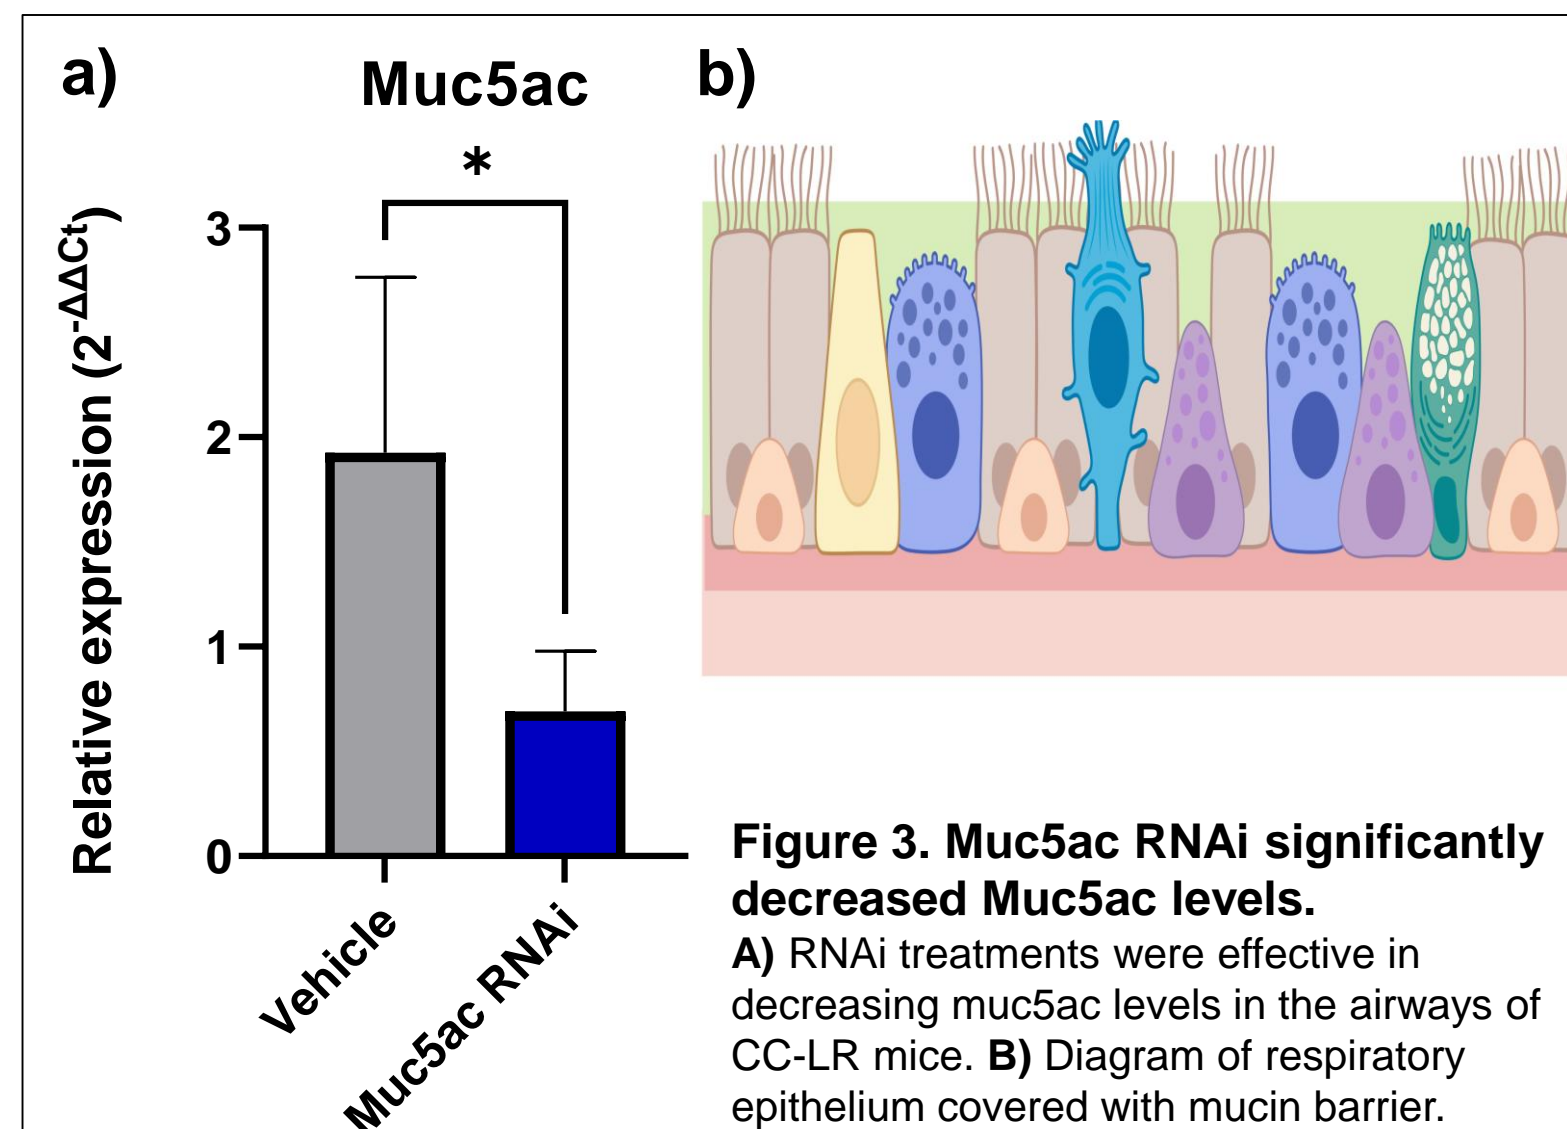 a)
Muc5ac
*
Relative expression (2^-ΔΔCt)
3
2
1
0
Vehicle
Muc5ac RNAi
b)
Figure 3. Muc5ac RNAi significantly
decreased Muc5ac levels.
A) RNAi treatments were effective in
decreasing muc5ac levels in the airways of
CC-LR mice. B) Diagram of respiratory
epithelium covered with mucin barrier.